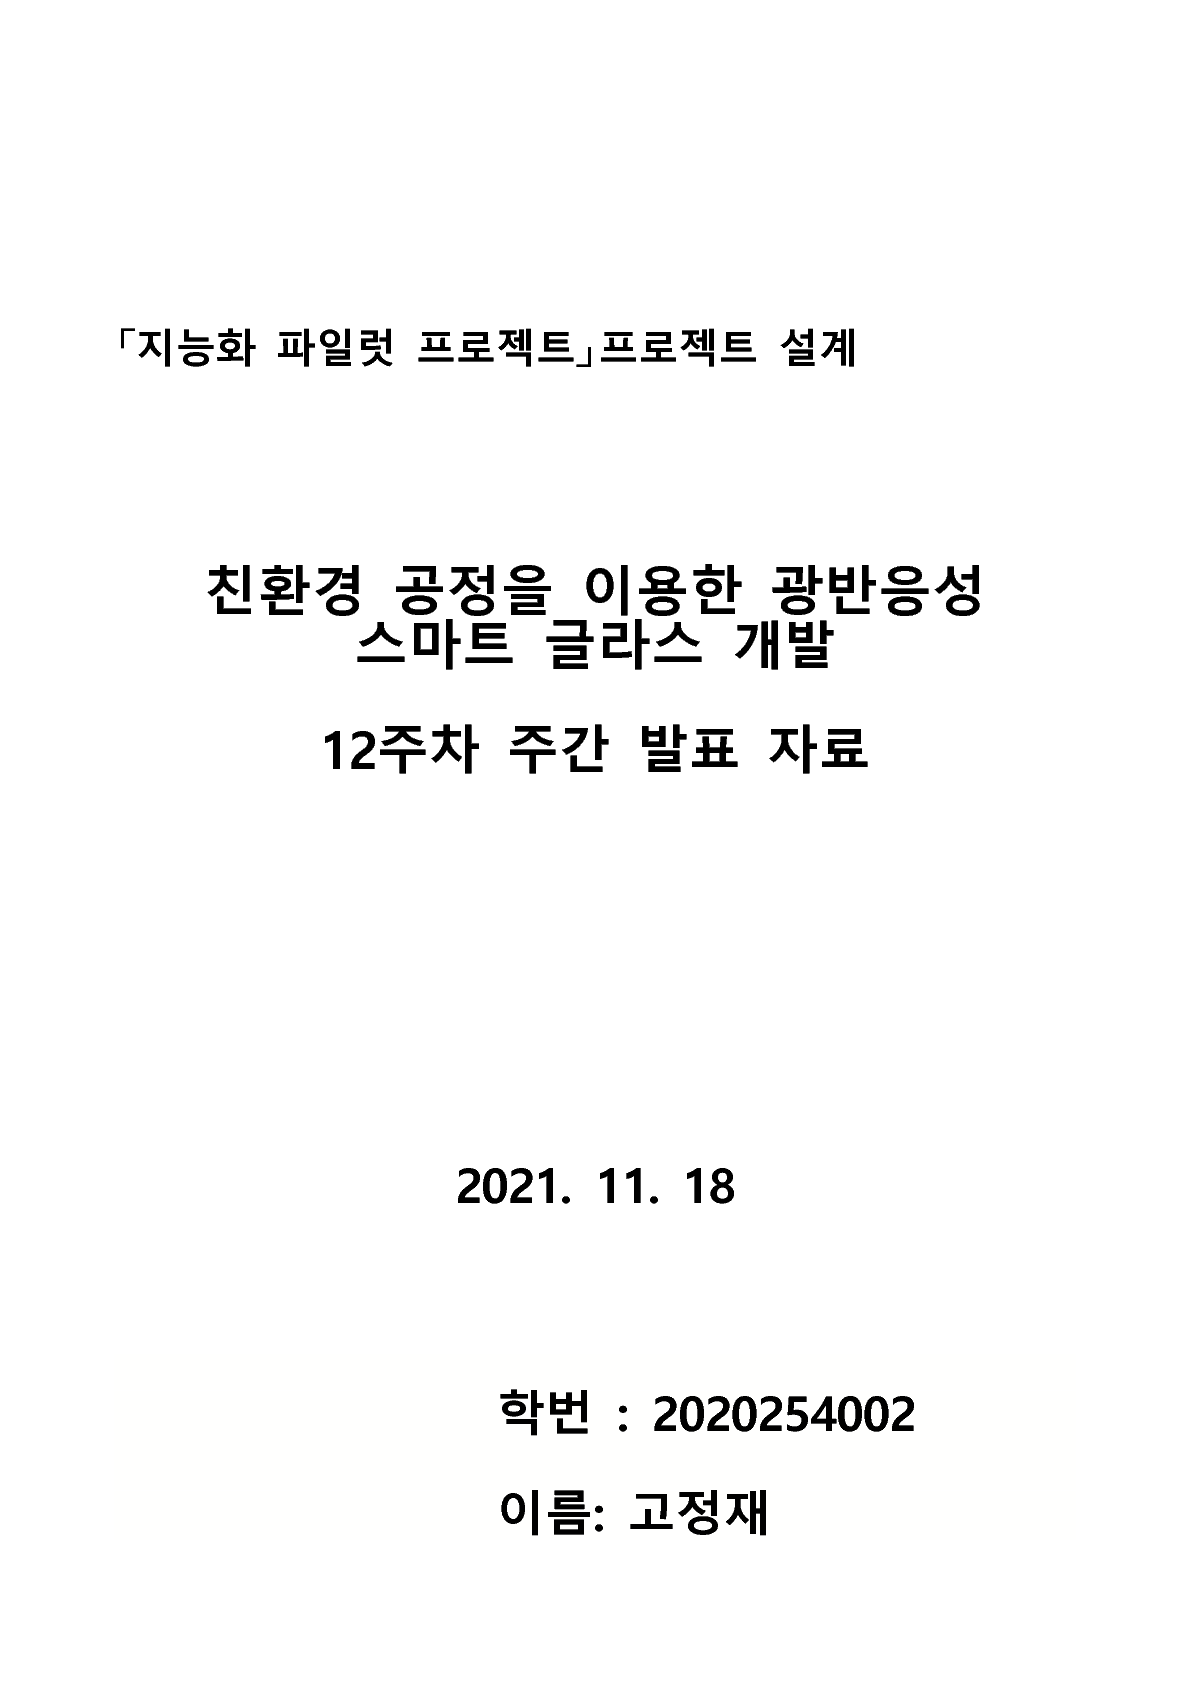 「지능화 파일럿 프로젝트」프로젝트 설계
친환경 공정을 이용한 광반응성
스마트 글라스 개발
12주차 주간 발표 자료
2021. 11. 18
학번 : 2020254002
이름: 고정재